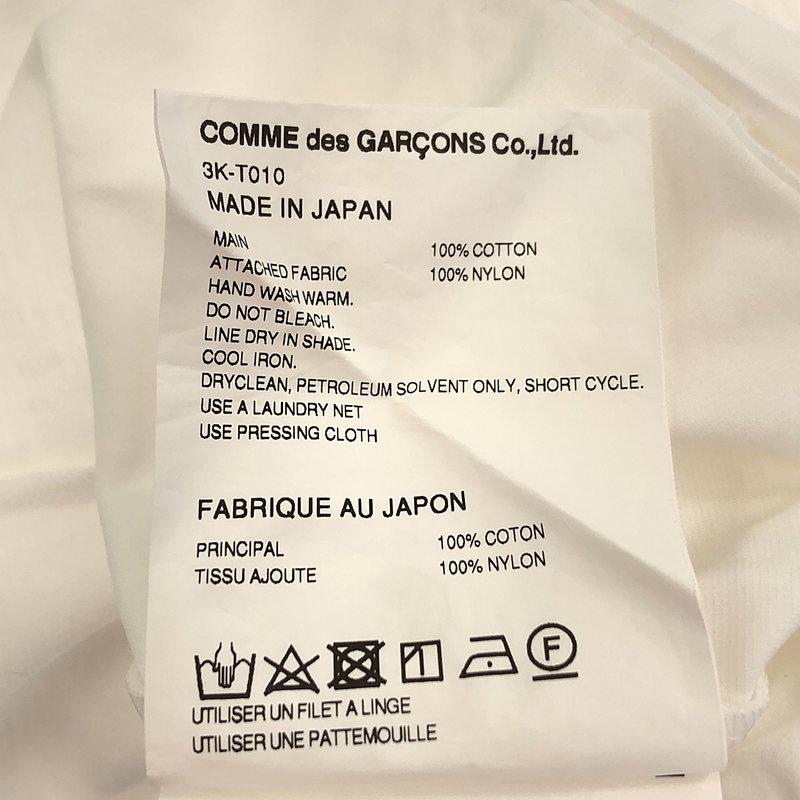 COMME des GARÇONS Co.,Ltd.
3K-T010
MADE IN JAPAN
MAIN 100% COTTON
ATTACHED FABRIC 100% NYLON
HAND WASH WARM.
DO NOT BLEACH.
LINE DRY IN SHADE.
COOL IRON.
DRYCLEAN, PETROLEUM SOLVENT ONLY, SHORT CYCLE.
USE A LAUNDRY NET
USE PRESSING CLOTH
FABRIQUE AU JAPON
PRINCIPAL 100% COTON
TISSU AJOUTE 100% NYLON
F
UTILISER UN FILET A LINGE
UTILISER UNE PATTEMOUILLE